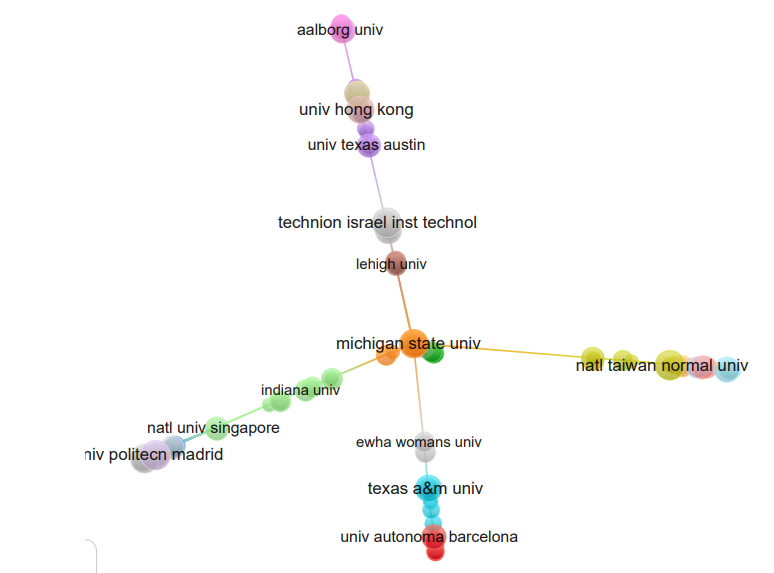 aalborg univ
univ hong kong
univ texas austin
technion israel inst technol
lehigh univ
michigan state univ
natl taiwan normal univ
indiana univ
natl univ singapore
ewha womans univ
niv politecn madrid
texas a&m univ
univ autonoma barcelona